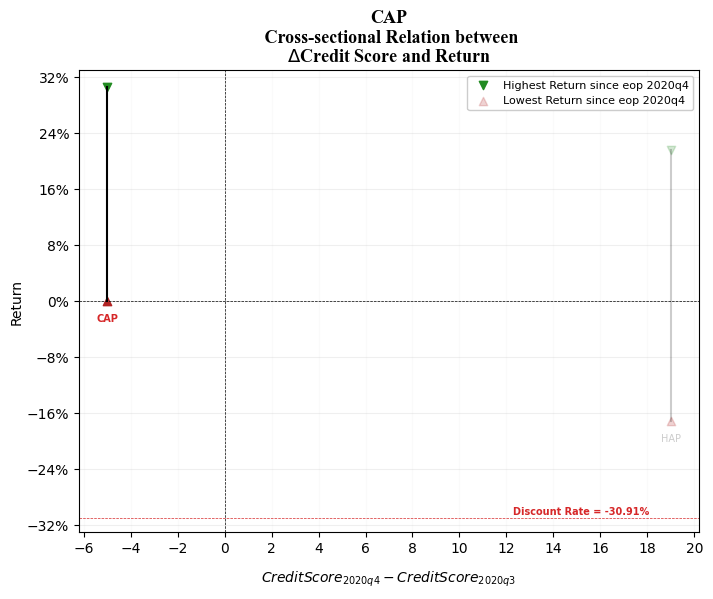 CAP
Cross-sectional Relation between
ΔCredit Score and Return
Highest Return since eop 2020q4
Lowest Return since eop 2020q4
32%
24%
16%
8%
0%
−8%
−16%
−24%
−32%
Return
CAP
HAP
Discount Rate = -30.91%
−6 −4 −2 0 2 4 6 8 10 12 14 16 18 20
CreditScore2020q4 − CreditScore2020q3